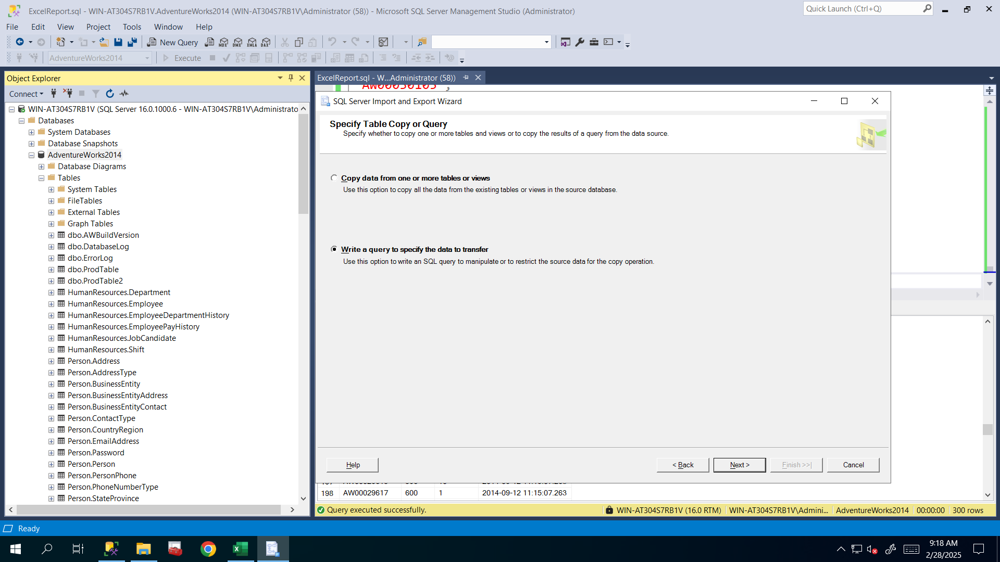 ExcelReport.sql - WIN-AT304S7RB1V.AdventureWorks2014 (WIN-AT304S7RB1V\Administrator (58)) - Microsoft SQL Server Management Studio (Administrator)
Quick Launch (Ctrl+Q)
File Edit View Project Tools Window Help
New Query MDX DMX XMLA DAX
AdventureWorks2014 Execute
Object Explorer
ExcelReport.sql - W...Administrator (58))
Connect
WIN-AT304S7RB1V (SQL Server 16.0.1000.6 - WIN-AT304S7RB1V\Administrato
Databases
System Databases
Database Snapshots
AdventureWorks2014
Database Diagrams
Tables
System Tables
FileTables
External Tables
Graph Tables
dbo.AWBuildVersion
dbo.DatabaseLog
dbo.ErrorLog
dbo.ProdTable
dbo.ProdTable2
HumanResources.Department
HumanResources.Employee
HumanResources.EmployeeDepartmentHistory
HumanResources.EmployeePayHistory
HumanResources.JobCandidate
HumanResources.Shift
Person.Address
Person.AddressType
Person.BusinessEntity
Person.BusinessEntityAddress
Person.BusinessEntityContact
Person.ContactType
Person.CountryRegion
Person.EmailAddress
Person.Password
Person.Person
Person.PersonPhone
Person.PhoneNumberType
Person.StateProvince
SQL Server Import and Export Wizard
Specify Table Copy or Query
Specify whether to copy one or more tables and views or to copy the results of a query from the data source.
Copy data from one or more tables or views
Use this option to copy all the data from the existing tables or views in the source database.
Write a query to specify the data to transfer
Use this option to write an SQL query to manipulate or to restrict the source data for the copy operation.
Help < Back Next > Finish >>| Cancel
198 AW00029617 600 1 2014-09-12 11:15:07.263
Query executed successfully. WIN-AT304S7RB1V (16.0 RTM) WIN-AT304S7RB1V\Admini... AdventureWorks2014 00:00:00 300 rows
Ready
9:18 AM
2/28/2025